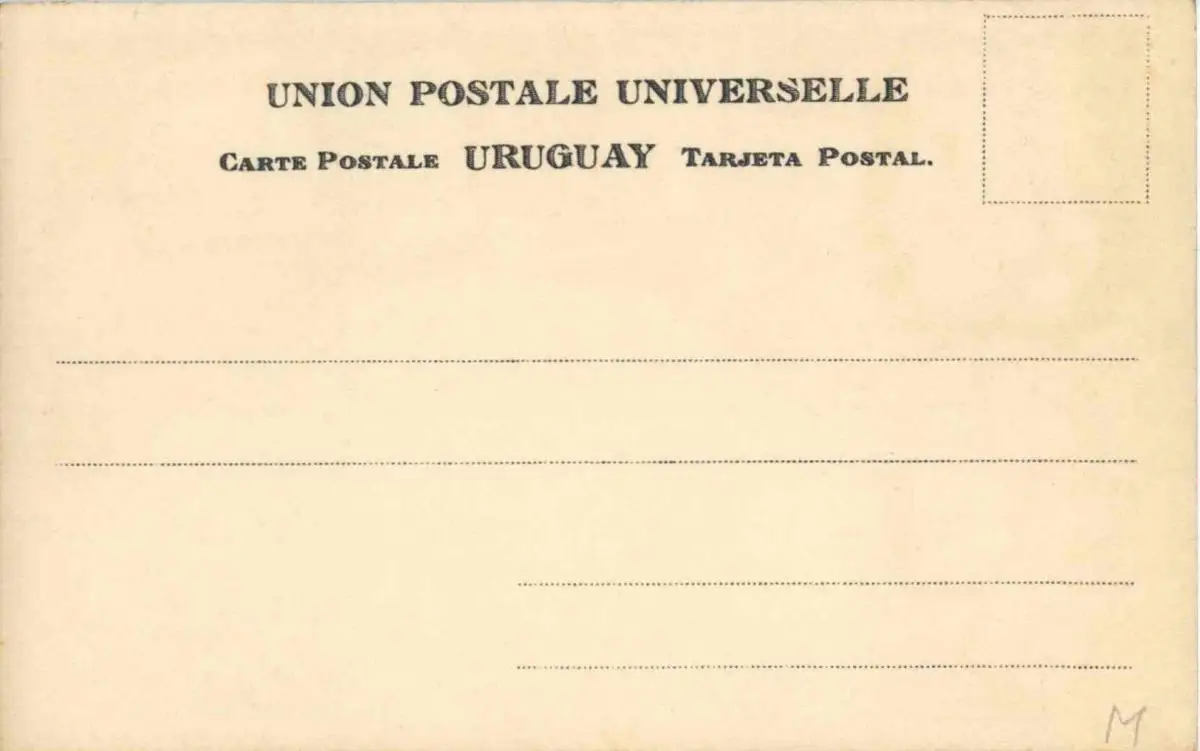 UNION POSTALE UNIVERSELLE
CARTE POSTALE URUGUAY TARJETA POSTAL.
M